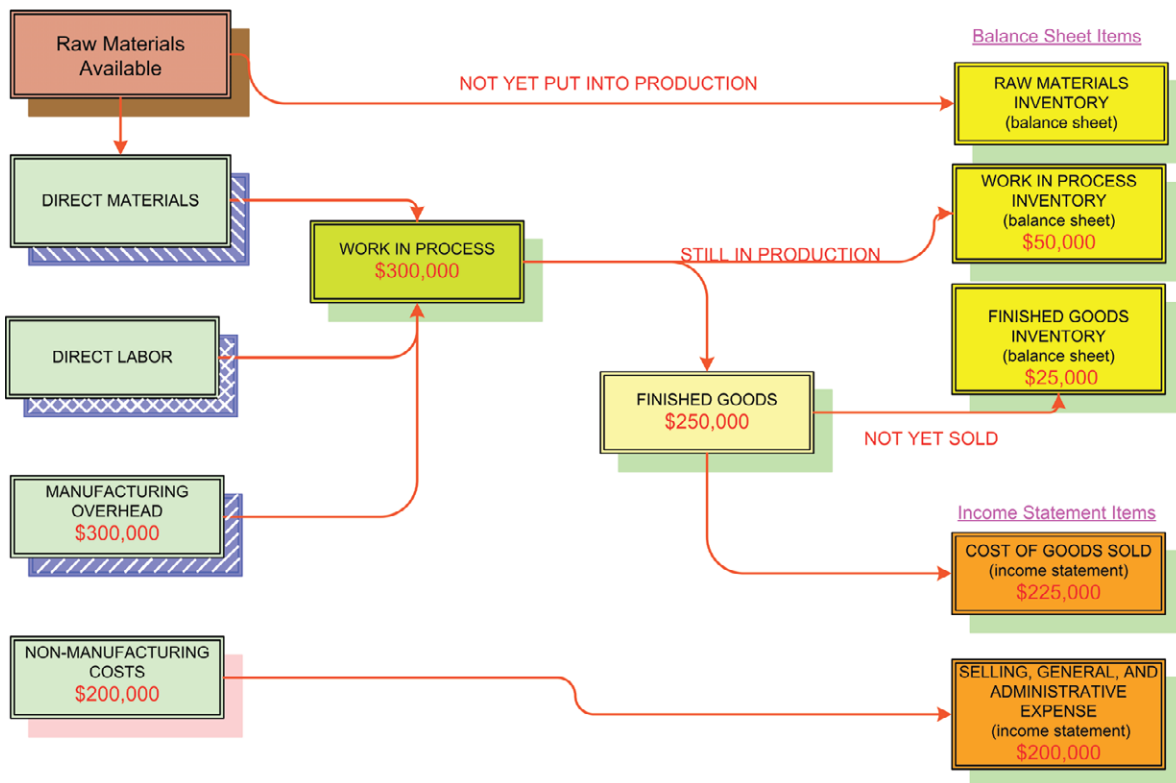 Raw Materials
Available
Balance Sheet Items
NOT YET PUT INTO PRODUCTION
RAW MATERIALS
INVENTORY
(balance sheet)
DIRECT MATERIALS
WORK IN PROCESS
INVENTORY
(balance sheet)
$50,000
WORK IN PROCESS
$300,000
STILL IN PRODUCTION
FINISHED GOODS
INVENTORY
(balance sheet)
$25,000
DIRECT LABOR
FINISHED GOODS
$250,000
NOT YET SOLD
MANUFACTURING
OVERHEAD
$300,000
Income Statement Items
COST OF GOODS SOLD
(income statement)
$225,000
NON-MANUFACTURING
COSTS
$200,000
SELLING, GENERAL, AND
ADMINISTRATIVE
EXPENSE
(income statement)
$200,000